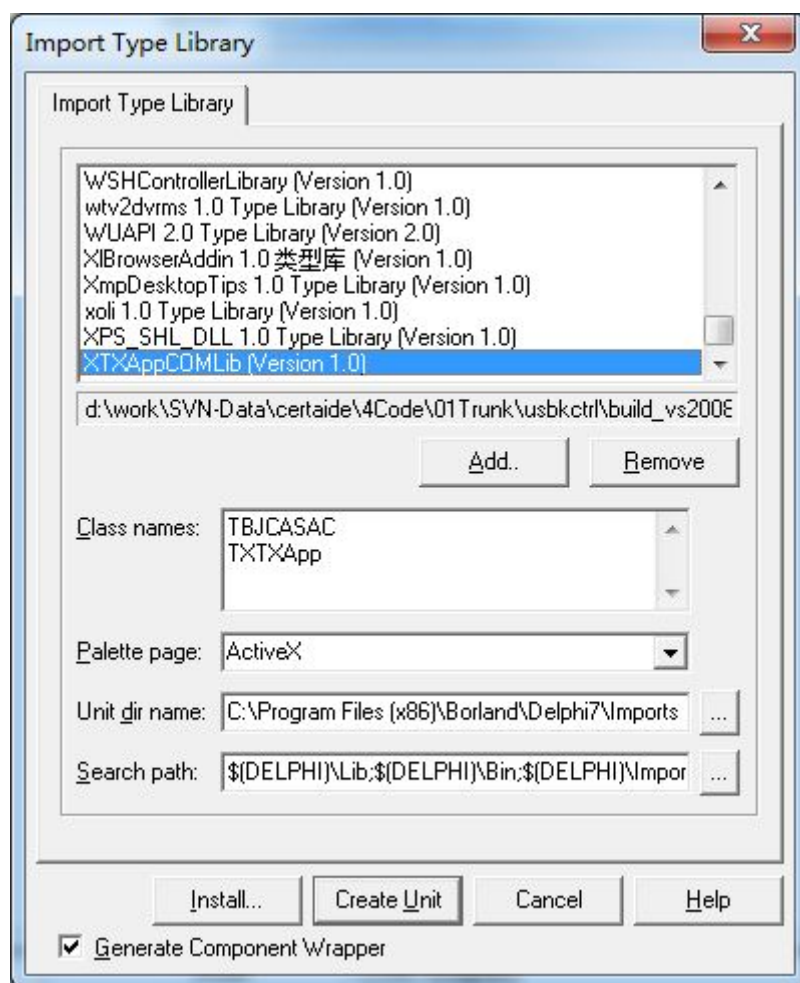 Import Type Library
Import Type Library
WSHControllerLibrary (Version 1.0)
wtv2dvrms 1.0 Type Library (Version 1.0)
WUAPI 2.0 Type Library (Version 2.0)
XlBrowserAddin 1.0 类型库 (Version 1.0)
XmpDesktopTips 1.0 Type Library (Version 1.0)
xoli 1.0 Type Library (Version 1.0)
XPS_SHL_DLL 1.0 Type Library (Version 1.0)
XTXAppCOMLib (Version 1.0)
d:\work\SVN-Data\certaide\4Code\01Trunk\usbkctrl\build_vs2008
Add..
Remove
Class names:
TBJCASAC
TXTXApp
Palette page:
ActiveX
Unit dir name:
C:\Program Files (x86)\Borland\Delphi7\Imports
...
Search path:
$(DELPHI)\Lib;$(DELPHI)\Bin;$(DELPHI)\Impor
...
Install...
Create Unit
Cancel
Help
Generate Component Wrapper